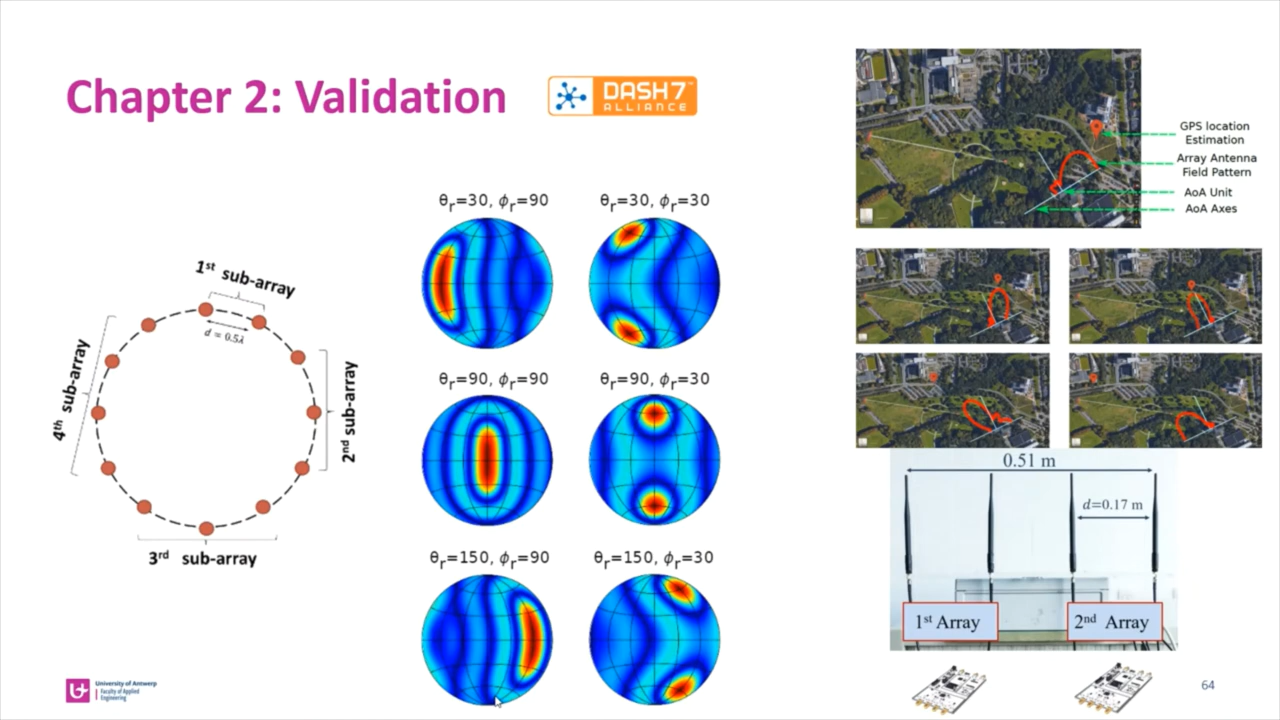 Chapter 2: Validation
DASH7™
ALLIANCE
1st sub-array
d = 0.5λ
2nd sub-array
3rd sub-array
4th sub-array
θr=30, ϕr=90
θr=30, ϕr=30
θr=90, ϕr=90
θr=90, ϕr=30
θr=150, ϕr=90
θr=150, ϕr=30
GPS location
Estimation
Array Antenna
Field Pattern
AoA Unit
AoA Axes
0.51 m
d=0.17 m
1st Array
2nd Array
University of Antwerp
Faculty of Applied
Engineering
64